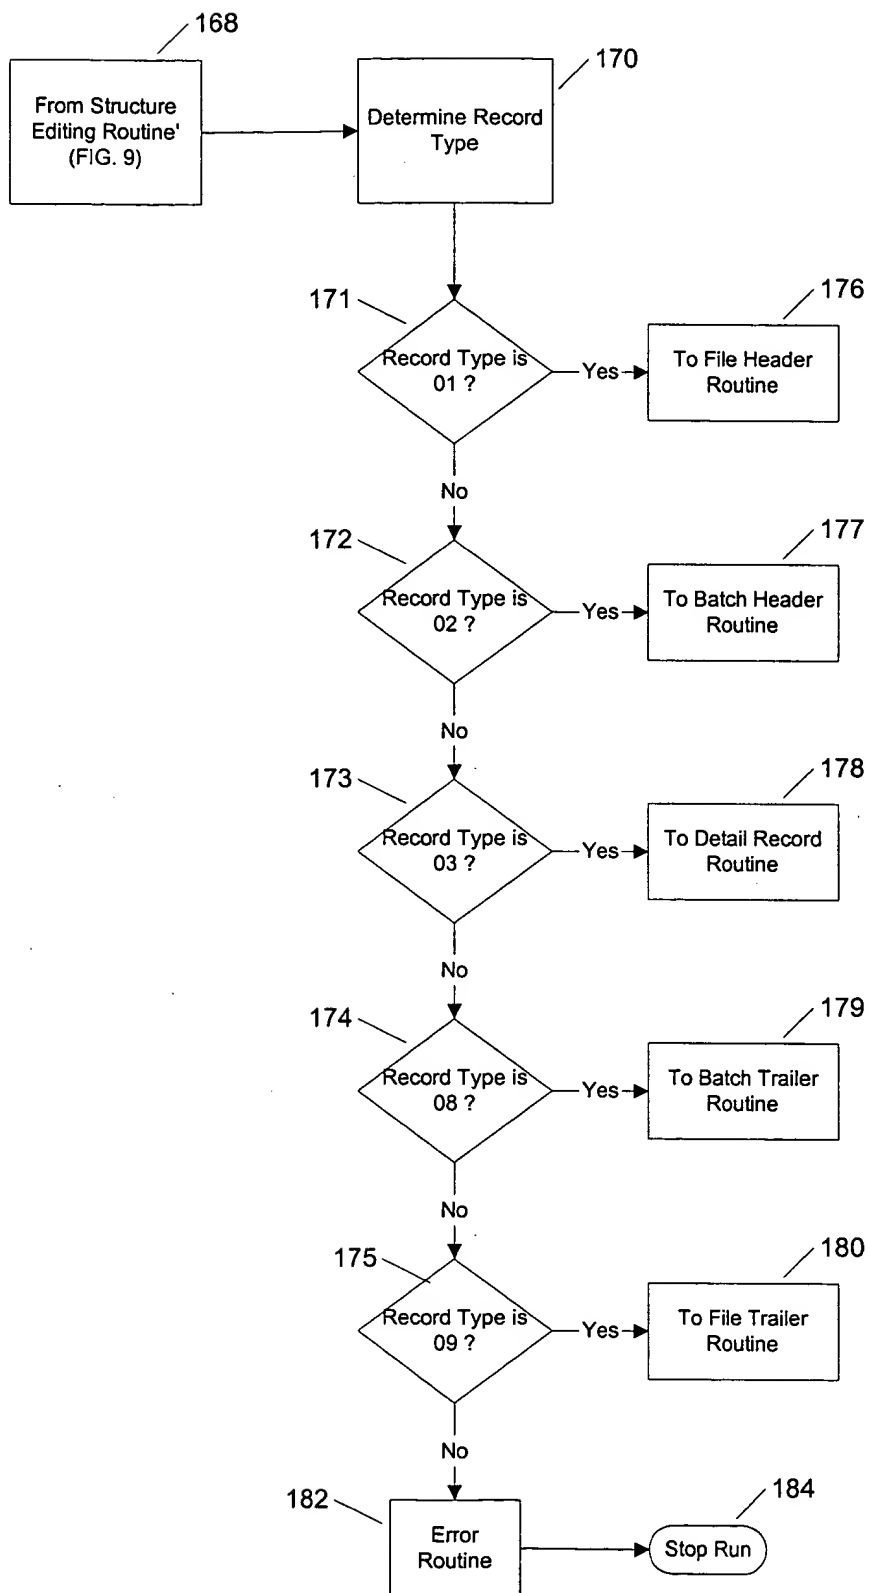 168
From Structure
Editing Routine'
(FIG. 9)
170
Determine Record
Type
171
Record Type is
01 ?
Yes
176
To File Header
Routine
No
172
Record Type is
02 ?
Yes
177
To Batch Header
Routine
No
173
Record Type is
03 ?
Yes
178
To Detail Record
Routine
No
174
Record Type is
08 ?
Yes
179
To Batch Trailer
Routine
No
175
Record Type is
09 ?
Yes
180
To File Trailer
Routine
No
182
Error
Routine
184
Stop Run